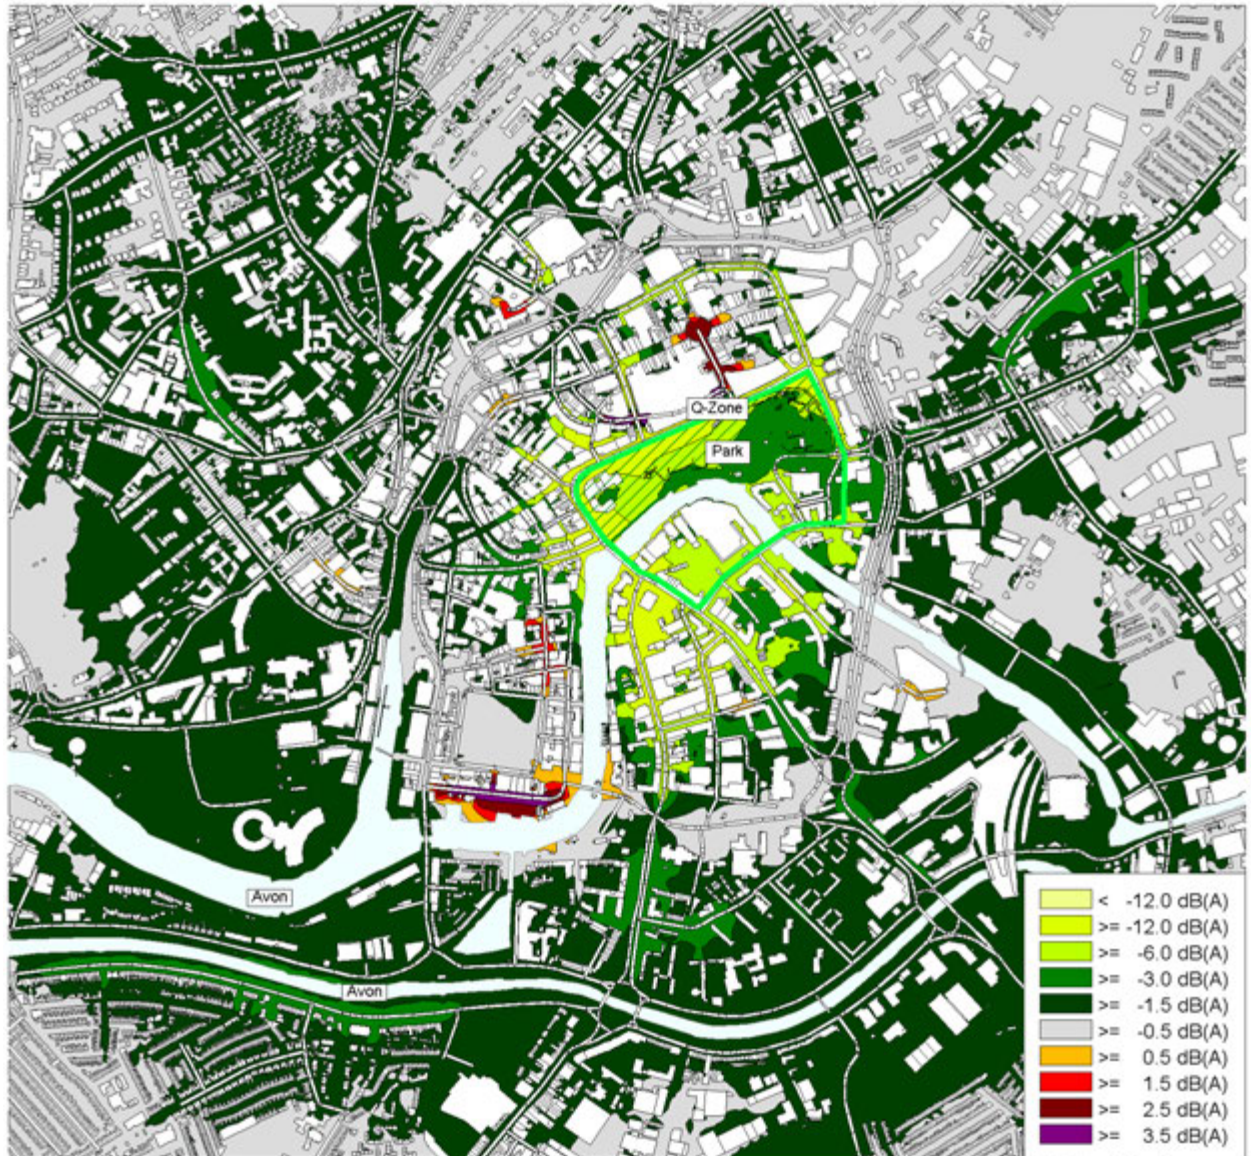 Q-Zone
Park
Avon
Avon
< -12.0 dB(A)
>= -12.0 dB(A)
>= -6.0 dB(A)
>= -3.0 dB(A)
>= -1.5 dB(A)
>= -0.5 dB(A)
>= 0.5 dB(A)
>= 1.5 dB(A)
>= 2.5 dB(A)
>= 3.5 dB(A)